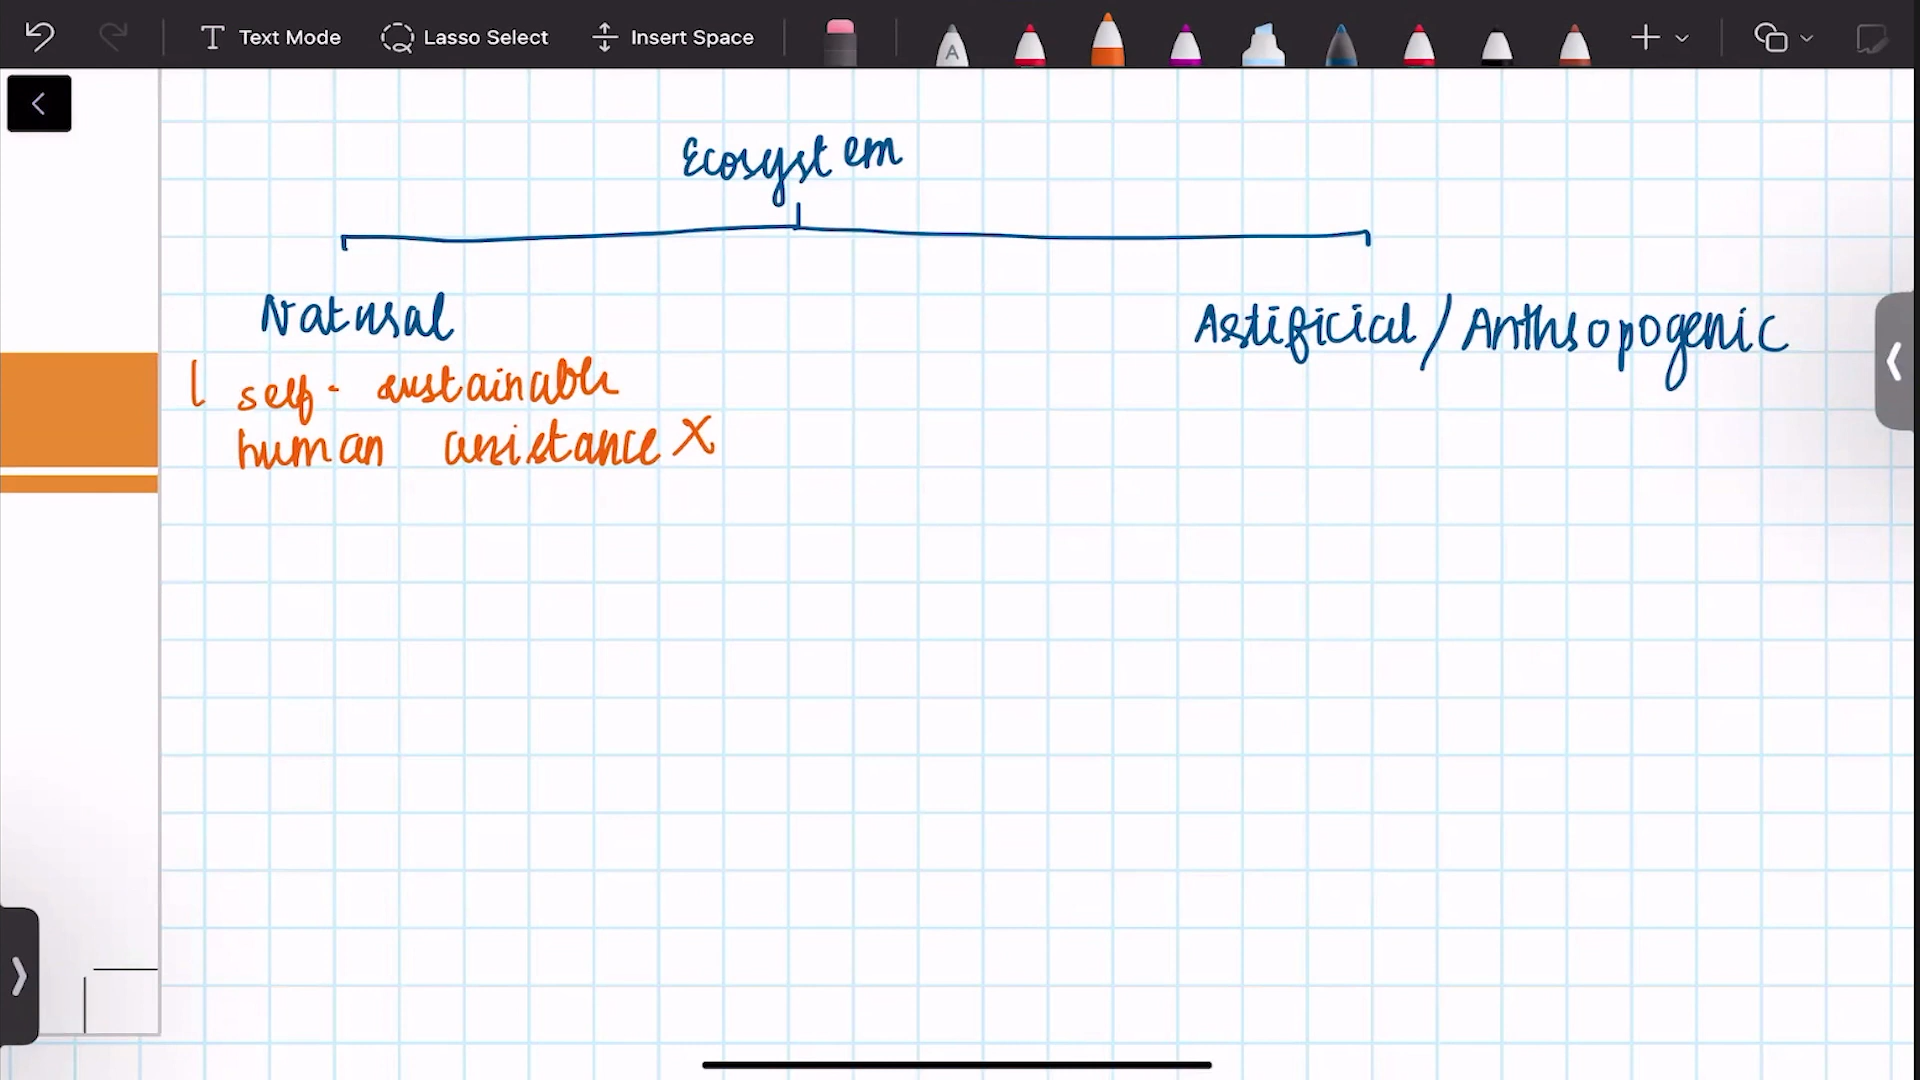 Text Mode Lasso Select Insert Space
A
Ecosystem
Natural
Artificial / Anthropogenic
self - sustainable
human assistance X